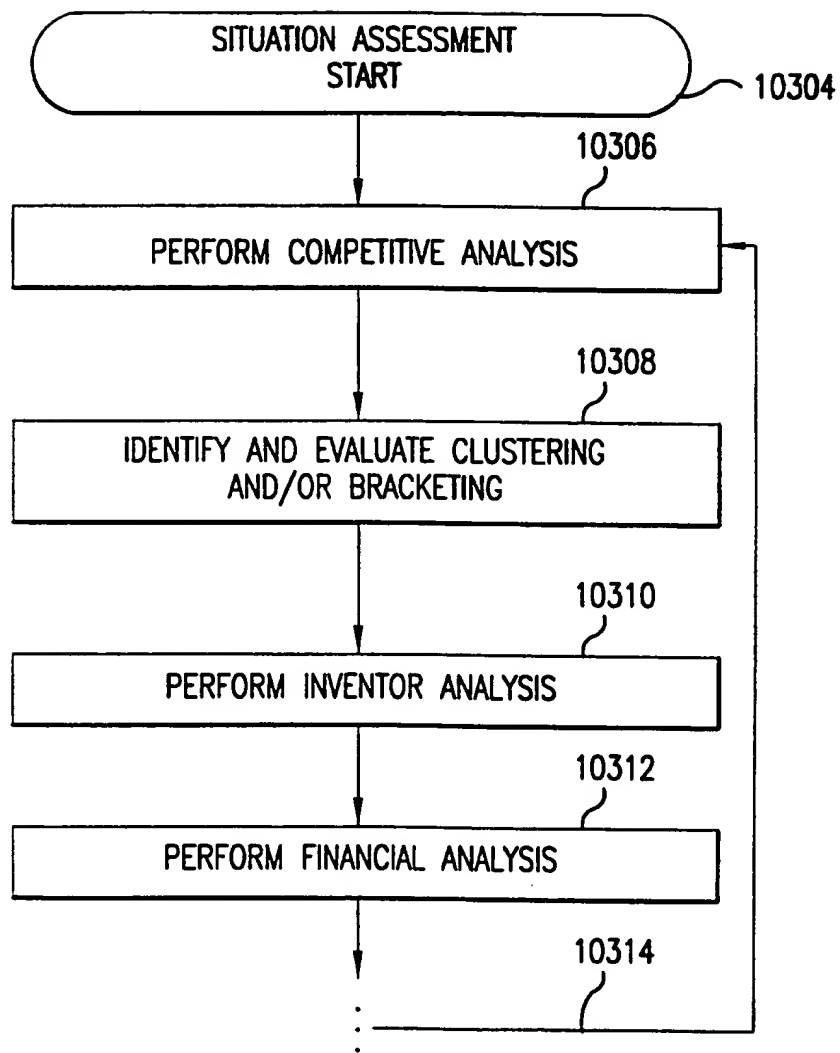 SITUATION ASSESSMENT
START
10304
10306
PERFORM COMPETITIVE ANALYSIS
10308
IDENTIFY AND EVALUATE CLUSTERING
AND/OR BRACKETING
10310
PERFORM INVENTOR ANALYSIS
10312
PERFORM FINANCIAL ANALYSIS
10314